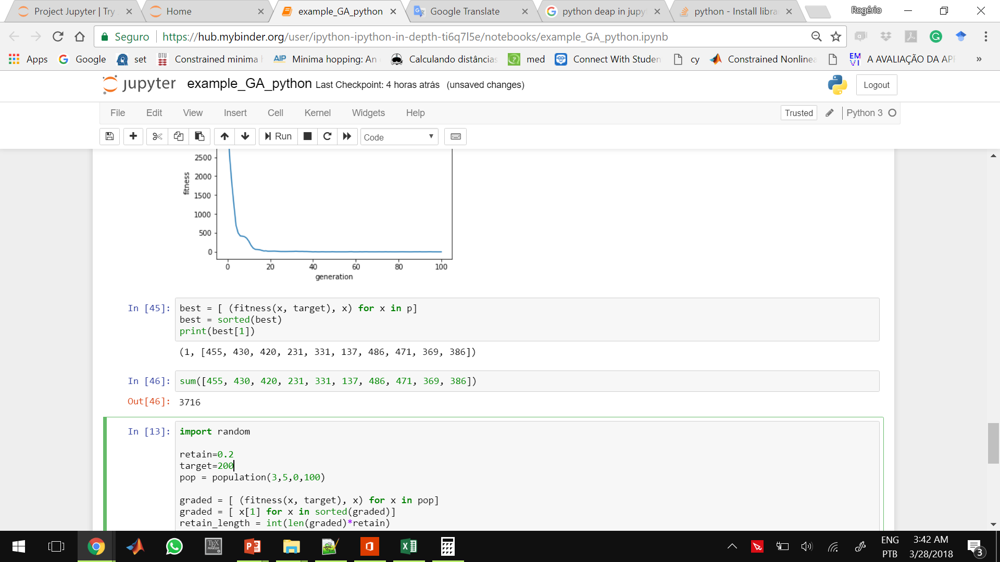 Project Jupyter | Try
Home
example_GA_python
Google Translate
python deap in jupy
python - Install libra
Rogério
Seguro
https://hub.mybinder.org/user/ipython-ipython-in-depth-ti6q7l5e/notebooks/example_GA_python.ipynb
Apps
Google
set
DTU
Constrained minima h
AIP
Minima hopping: An
Calculando distâncias
med
Connect With Studen
cy
Constrained Nonlinea
EM
VI
A AVALIAÇÃO DA APR
»
jupyter
example_GA_python
Last Checkpoint: 4 horas atrás
(unsaved changes)
Logout
File
Edit
View
Insert
Cell
Kernel
Widgets
Help
Trusted
Python 3
Run
Code
2500
2000
1500
1000
500
0
fitness
0
20
40
60
80
100
generation
In [45]:
best = [ (fitness(x, target), x) for x in p]
best = sorted(best)
print(best[1])
(1, [455, 430, 420, 231, 331, 137, 486, 471, 369, 386])
In [46]:
sum([455, 430, 420, 231, 331, 137, 486, 471, 369, 386])
Out[46]:
3716
In [13]:
import random
retain=0.2
target=200
pop = population(3,5,0,100)
graded = [ (fitness(x, target), x) for x in pop]
graded = [ x[1] for x in sorted(graded)]
retain_length = int(len(graded)*retain)
TEX
MAKER
ENG
PTB
3:42 AM
3/28/2018
3